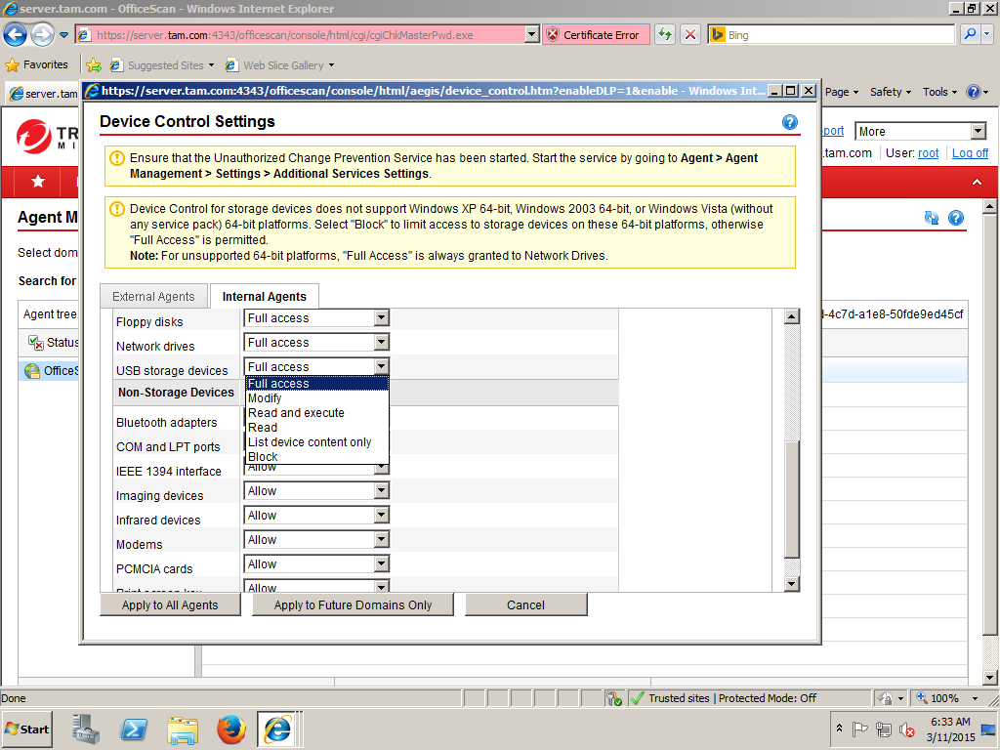 server.tam.com - OfficeScan - Windows Internet Explorer
https://server.tam.com:4343/officescan/console/html/cgi/cgiChkMasterPwd.exe
Certificate Error
Bing
Favorites
Suggested Sites
Web Slice Gallery
server.tam
Page
Safety
Tools
https://server.tam.com:4343/officescan/console/html/aegis/device_control.htm?enableDLP=1&enable - Windows Int...
TR
MI
port
More
.tam.com
User: root
Log off
Device Control Settings
Ensure that the Unauthorized Change Prevention Service has been started. Start the service by going to Agent > Agent
Management > Settings > Additional Services Settings.
Device Control for storage devices does not support Windows XP 64-bit, Windows 2003 64-bit, or Windows Vista (without
any service pack) 64-bit platforms. Select "Block" to limit access to storage devices on these 64-bit platforms, otherwise
"Full Access" is permitted.
Note: For unsupported 64-bit platforms, "Full Access" is always granted to Network Drives.
Agent M
Select dom
Search for
Agent tree
Status
OfficeS
-4c7d-a1e8-50fde9ed45cf
External Agents
Internal Agents
Floppy disks Full access
Network drives Full access
USB storage devices Full access
Full access
Modify
Read and execute
Read
List device content only
Block
Non-Storage Devices
Bluetooth adapters
COM and LPT ports
IEEE 1394 interface Allow
Imaging devices Allow
Infrared devices Allow
Modems Allow
PCMCIA cards Allow
Print screen key Allow
Apply to All Agents
Apply to Future Domains Only
Cancel
Done
Trusted sites | Protected Mode: Off
100%
Start
6:33 AM
3/11/2015